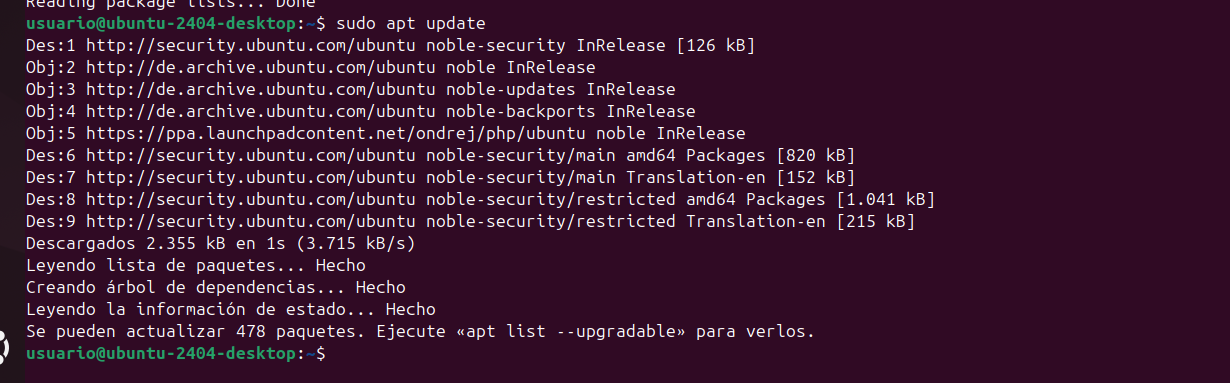 Reading package lists... Done
usuario@ubuntu-2404-desktop:~$ sudo apt update
Des:1 http://security.ubuntu.com/ubuntu noble-security InRelease [126 kB]
Obj:2 http://de.archive.ubuntu.com/ubuntu noble InRelease
Obj:3 http://de.archive.ubuntu.com/ubuntu noble-updates InRelease
Obj:4 http://de.archive.ubuntu.com/ubuntu noble-backports InRelease
Obj:5 https://ppa.launchpadcontent.net/ondrej/php/ubuntu noble InRelease
Des:6 http://security.ubuntu.com/ubuntu noble-security/main amd64 Packages [820 kB]
Des:7 http://security.ubuntu.com/ubuntu noble-security/main Translation-en [152 kB]
Des:8 http://security.ubuntu.com/ubuntu noble-security/restricted amd64 Packages [1.041 kB]
Des:9 http://security.ubuntu.com/ubuntu noble-security/restricted Translation-en [215 kB]
Descargados 2.355 kB en 1s (3.715 kB/s)
Leyendo lista de paquetes... Hecho
Creando árbol de dependencias... Hecho
Leyendo la información de estado... Hecho
Se pueden actualizar 478 paquetes. Ejecute «apt list --upgradable» para verlos.
usuario@ubuntu-2404-desktop:~$